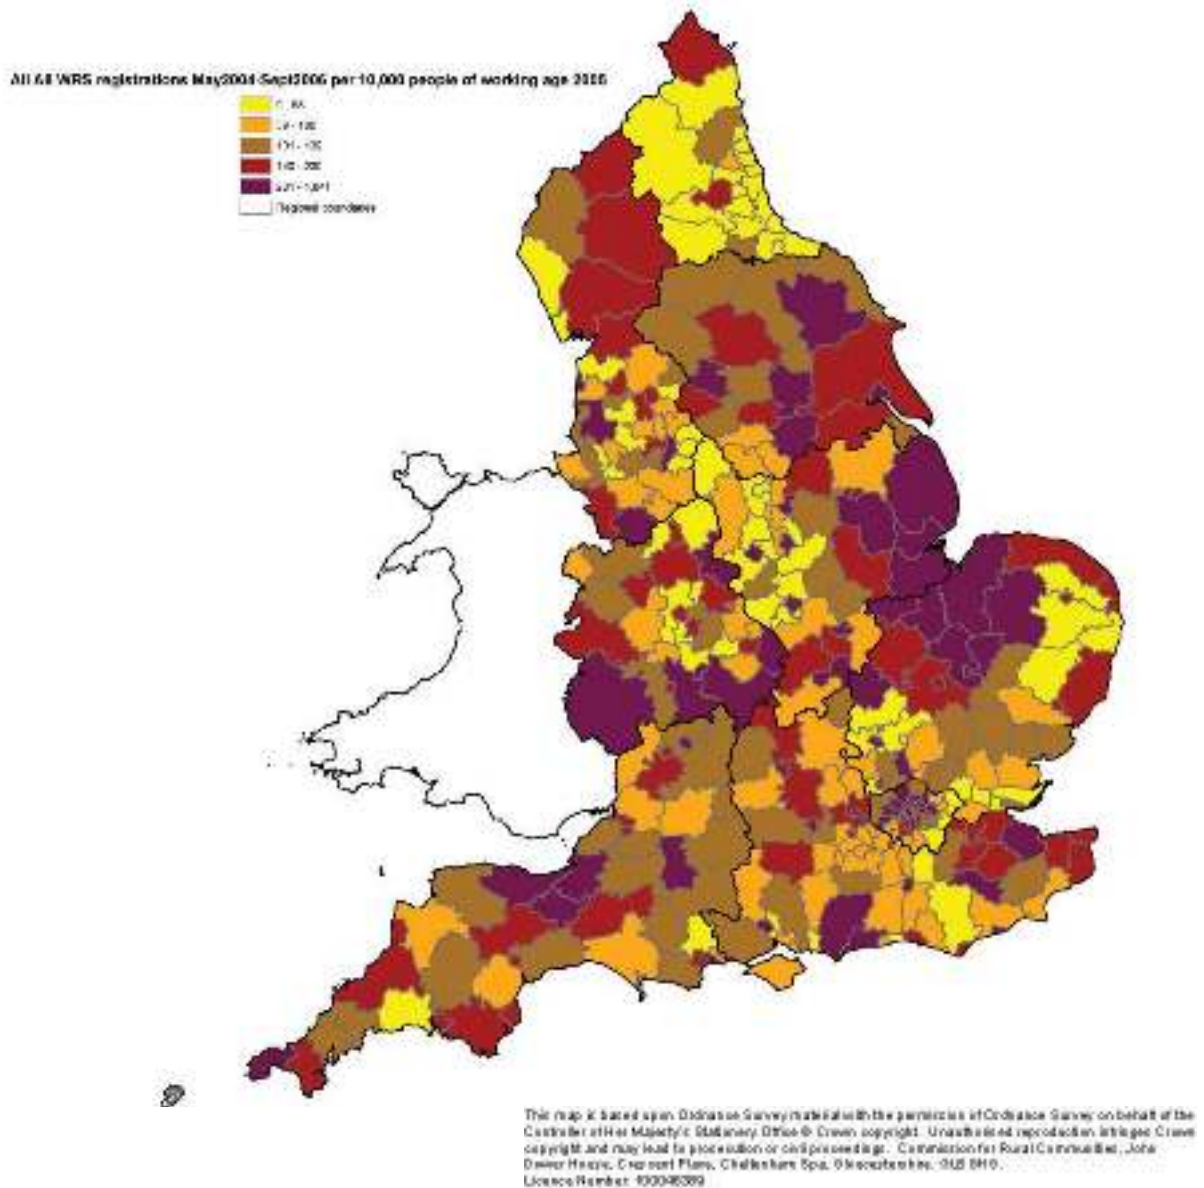 All A8 WRS registrations May2004-Sept2006 per 10,000 people of working age 2005
Regional boundaries
This map is based upon Ordnance Survey material with the permission of Ordnance Survey on behalf of the
Controller of Her Majesty's Stationery Office © Crown copyright. Unauthorised reproduction infringes Crown
copyright and may lead to prosecution or civil proceedings. Commission for Rural Communities, John
Dower House, Crescent Place, Cheltenham Spa, Gloucestershire.
Licence Number